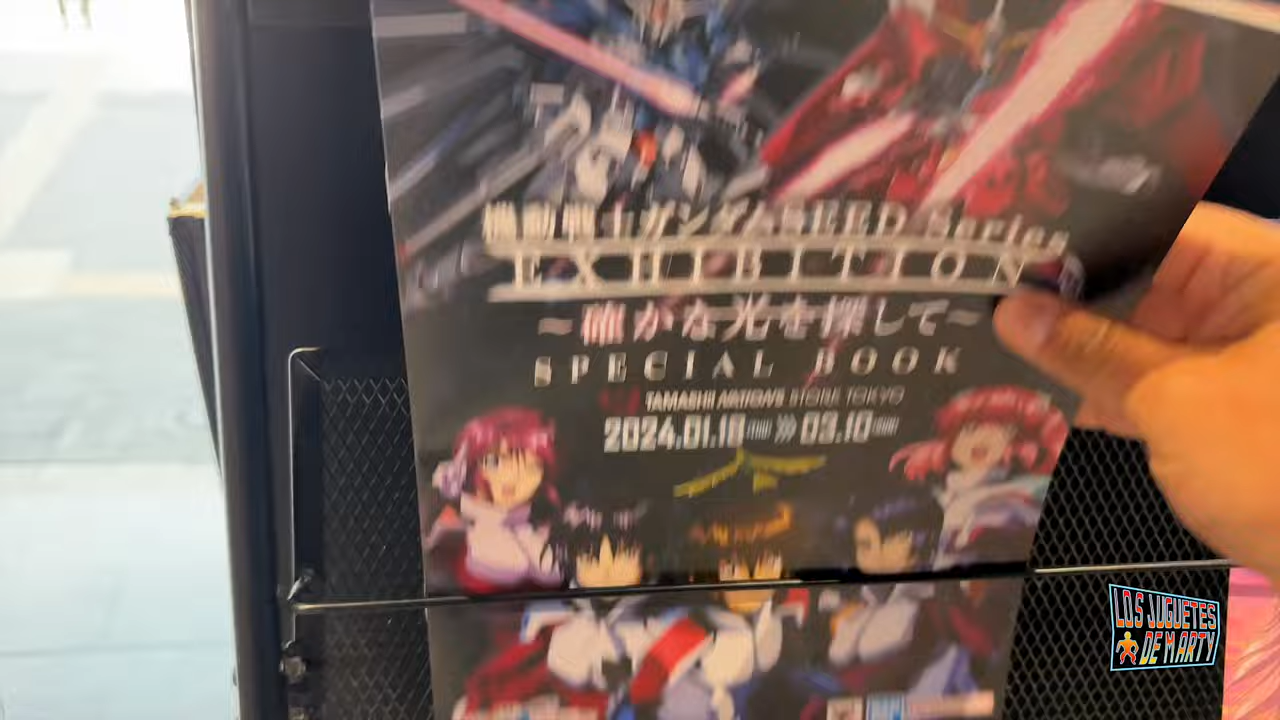 機動戦士ガンダムSEED Series
EXHIBITION
~確かな光を探して~
SPECIAL BOOK
TAMASHII NATIONS STORE TOKYO
2024.01.18 03.10
LOS JUGUETES
DE MARTY